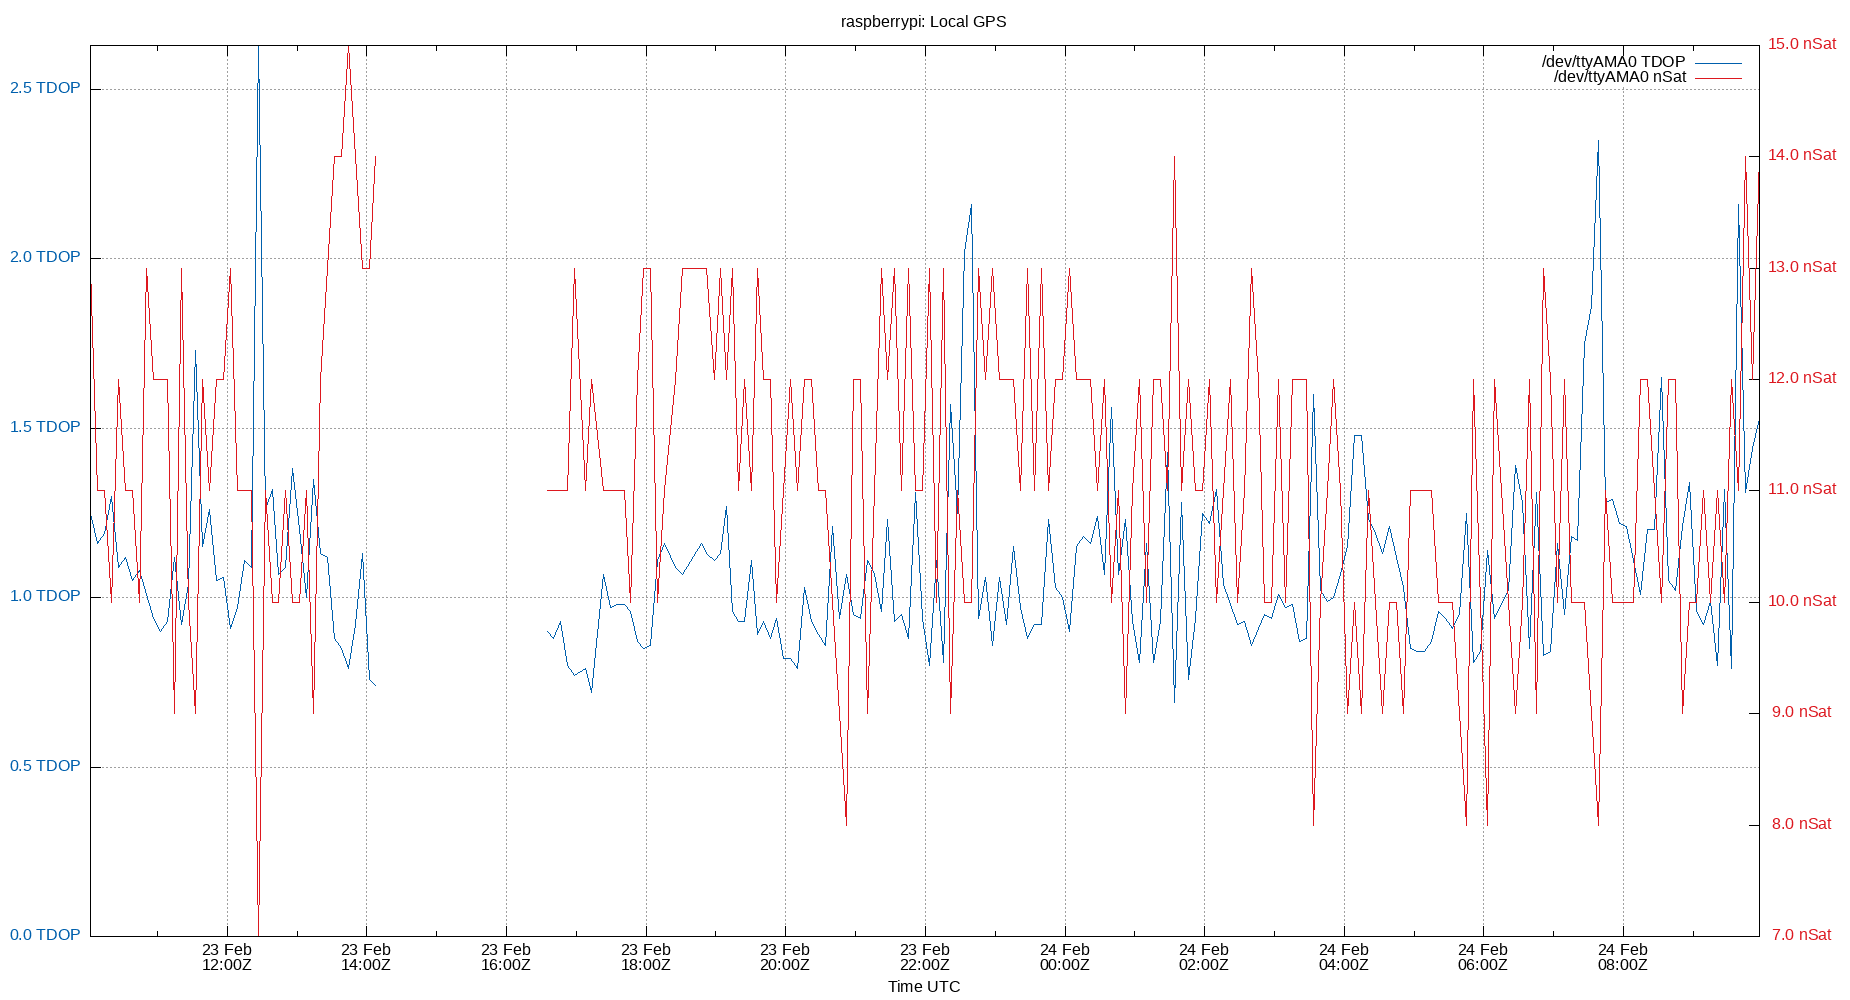 raspberrypi: Local GPS
/dev/ttyAMA0 TDOP
/dev/ttyAMA0 nSat
2.5 TDOP
2.0 TDOP
1.5 TDOP
1.0 TDOP
0.5 TDOP
0.0 TDOP
15.0 nSat
14.0 nSat
13.0 nSat
12.0 nSat
11.0 nSat
10.0 nSat
9.0 nSat
8.0 nSat
7.0 nSat
23 Feb
12:00Z
23 Feb
14:00Z
23 Feb
16:00Z
23 Feb
18:00Z
23 Feb
20:00Z
23 Feb
22:00Z
24 Feb
00:00Z
24 Feb
02:00Z
24 Feb
04:00Z
24 Feb
06:00Z
24 Feb
08:00Z
Time UTC